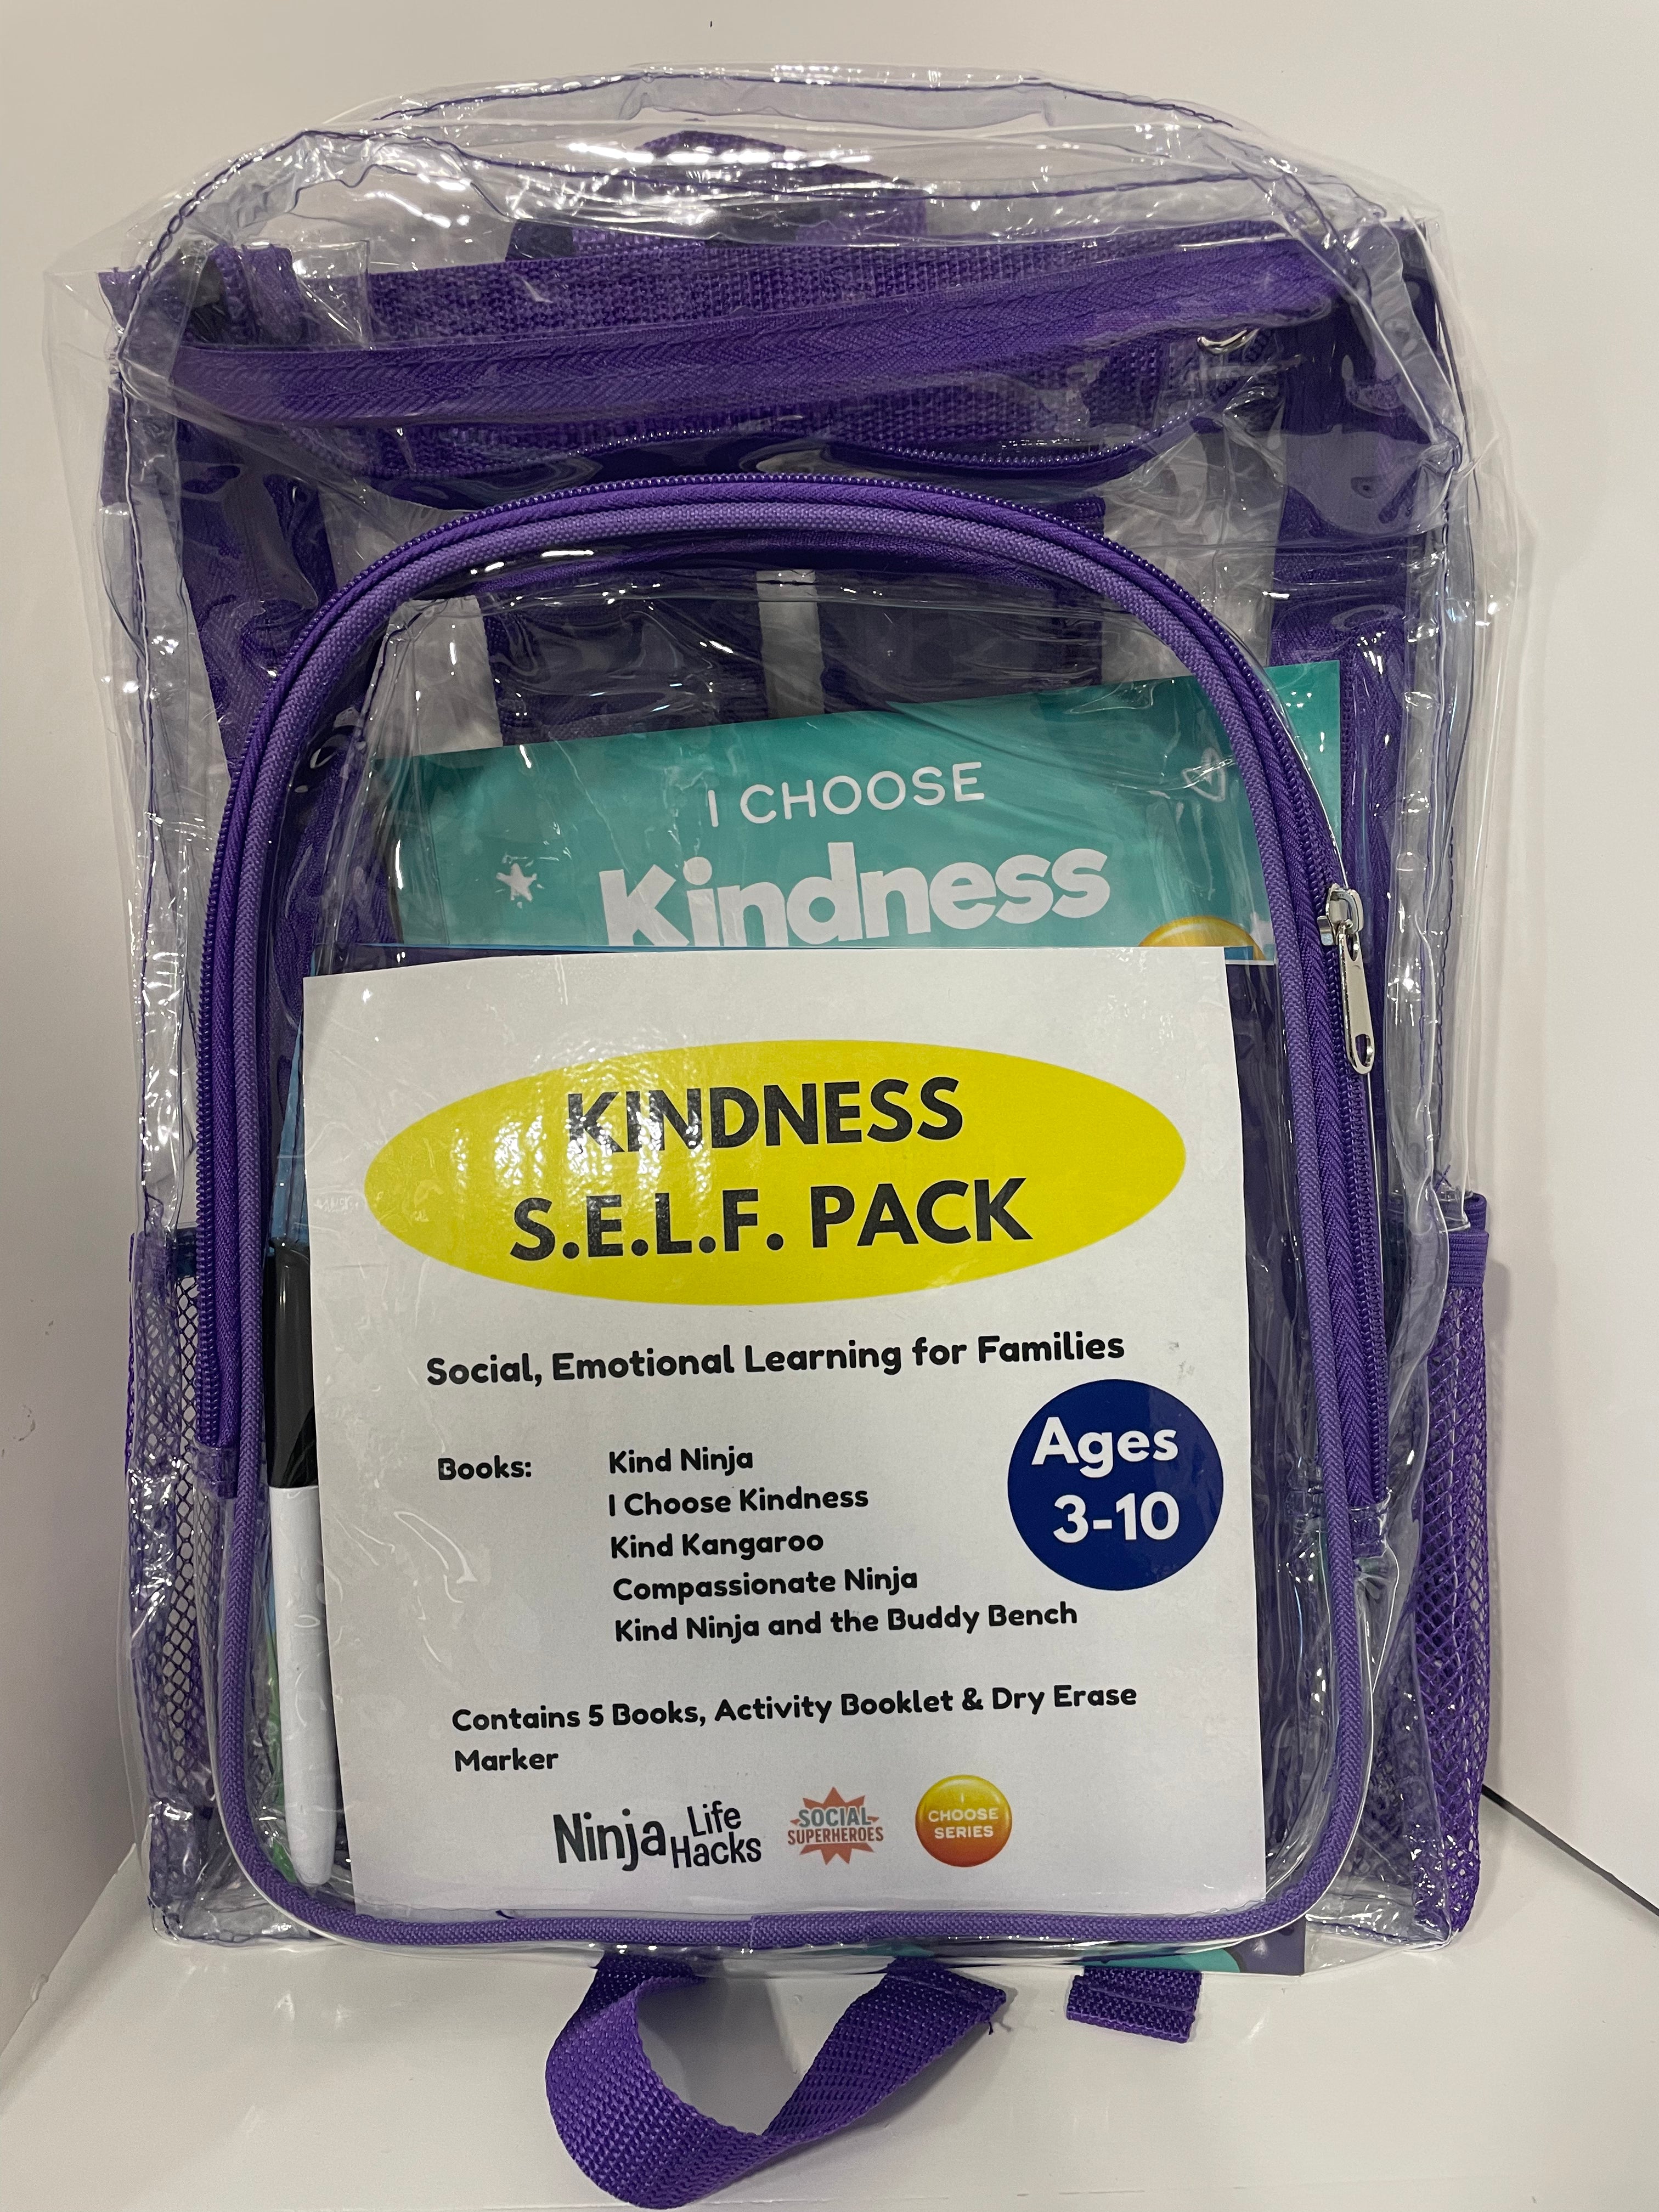 I CHOOSE
Kindness
KINDNESS
S.E.L.F. PACK
Social, Emotional Learning for Families
Ages
3-10
Books:
Kind Ninja
I Choose Kindness
Kind Kangaroo
Compassionate Ninja
Kind Ninja and the Buddy Bench
Contains 5 Books, Activity Booklet & Dry Erase
Marker
Ninja Life
Hacks
SOCIAL
SUPERHEROES
I
CHOOSE
SERIES